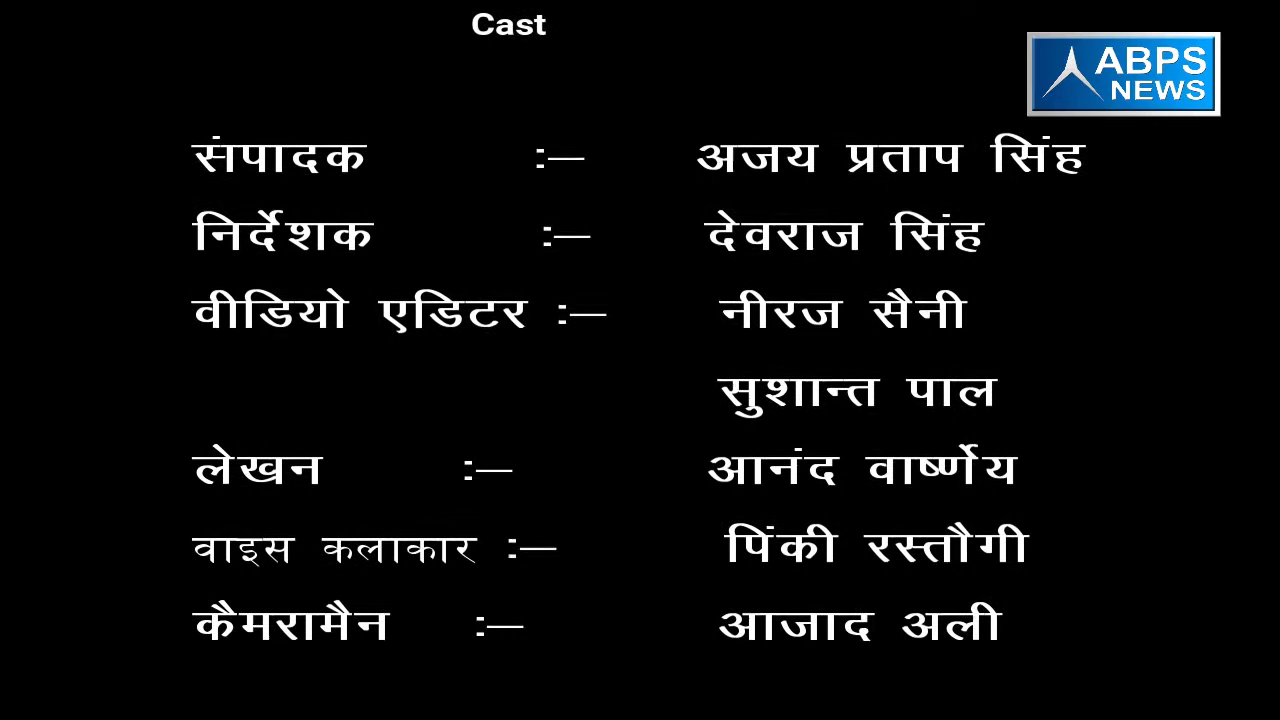 Cast
ABPS
NEWS
संपादक :— अजय प्रताप सिंह
निर्देशक :— देवराज सिंह
वीडियो एडिटर :— नीरज सैनी
सुशान्त पाल
लेखन :— आनंद वार्ष्णेय
वाइस कलाकार :— पिंकी रस्तौगी
कैमरामैन :— आजाद अली